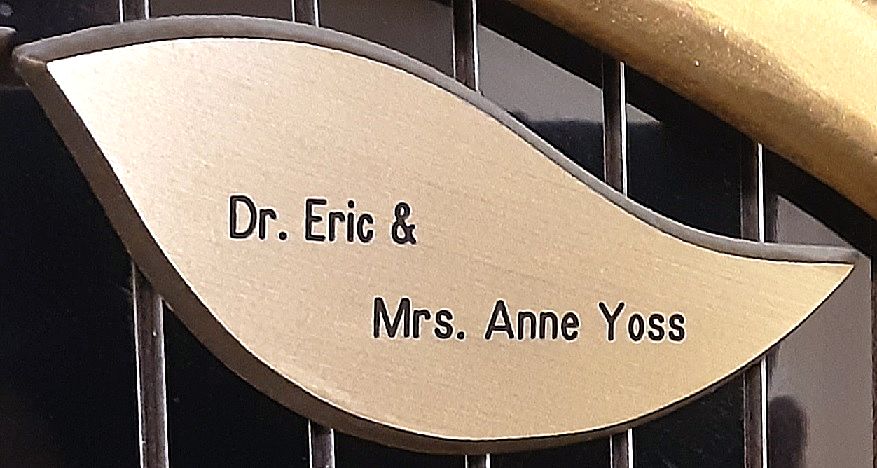 Dr. Eric &
Mrs. Anne Yoss